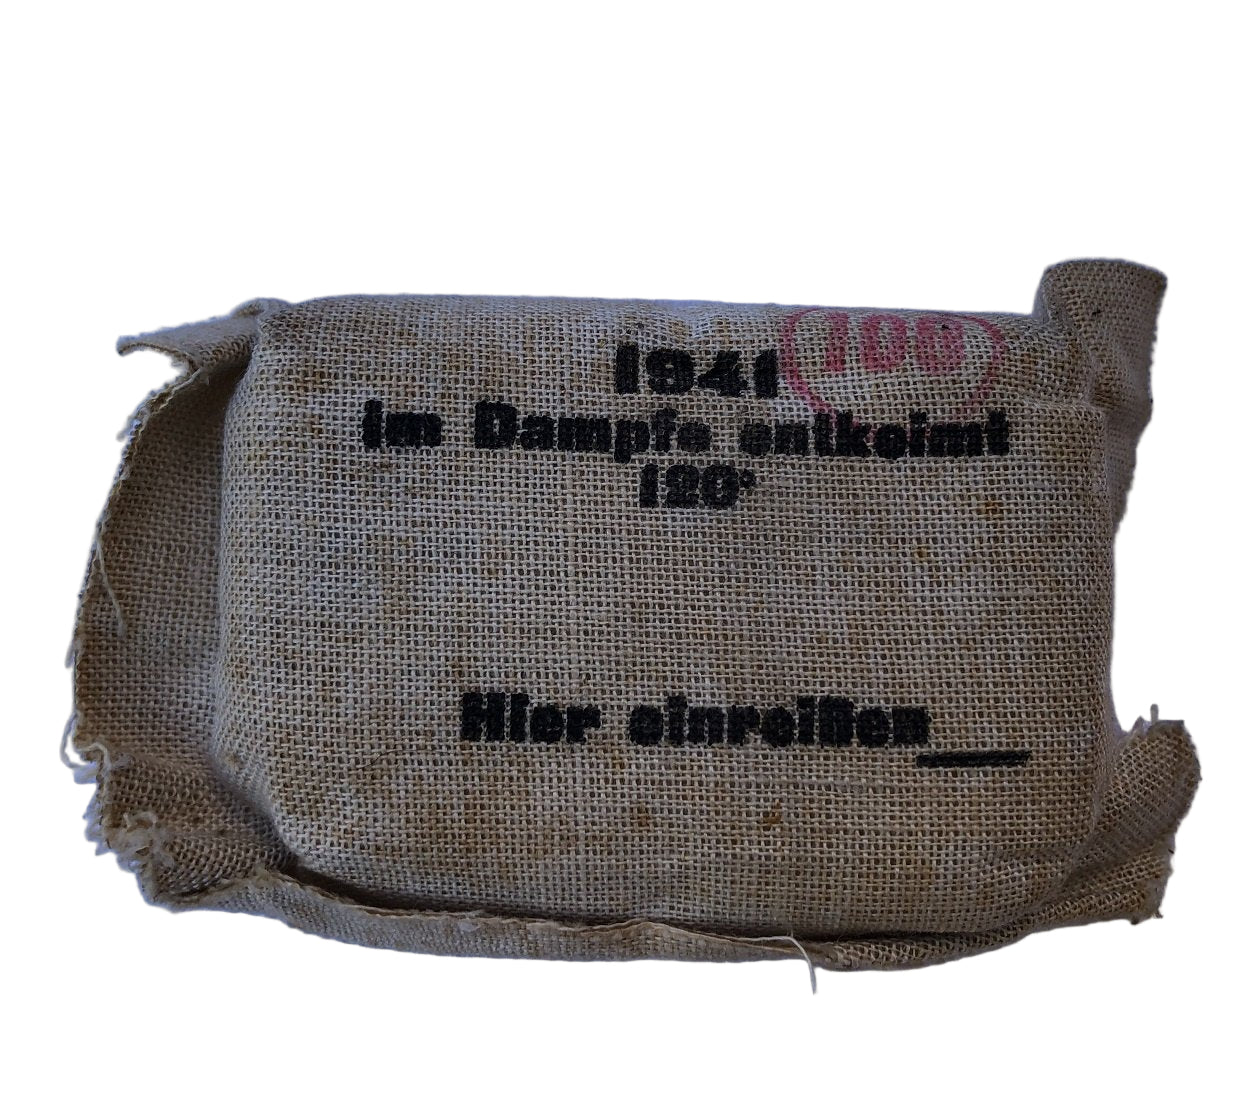 100
1941
im Dampfe entkeimt
120°
Hier einreißen